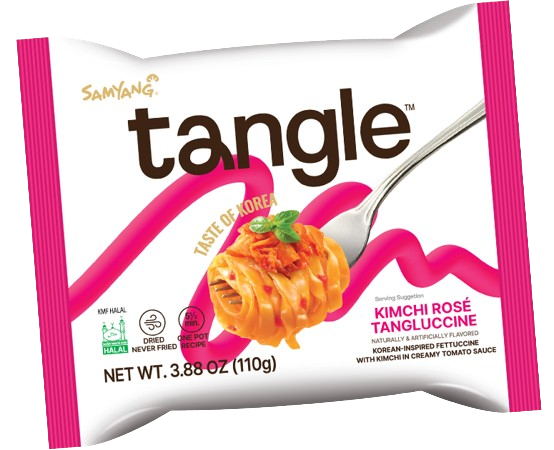 SAMYANG®
tangle™
TASTE OF KOREA
Serving Suggestion
KIMCHI ROSÉ
TANGLUCCINE
NATURALLY & ARTIFICIALLY FLAVORED
KOREAN-INSPIRED FETTUCCINE
WITH KIMCHI IN CREAMY TOMATO SAUCE
KMF HALAL
HALAL
DRIED
NEVER FRIED
5½
min.
ONE POT
RECIPE
NET WT. 3.88 OZ (110g)